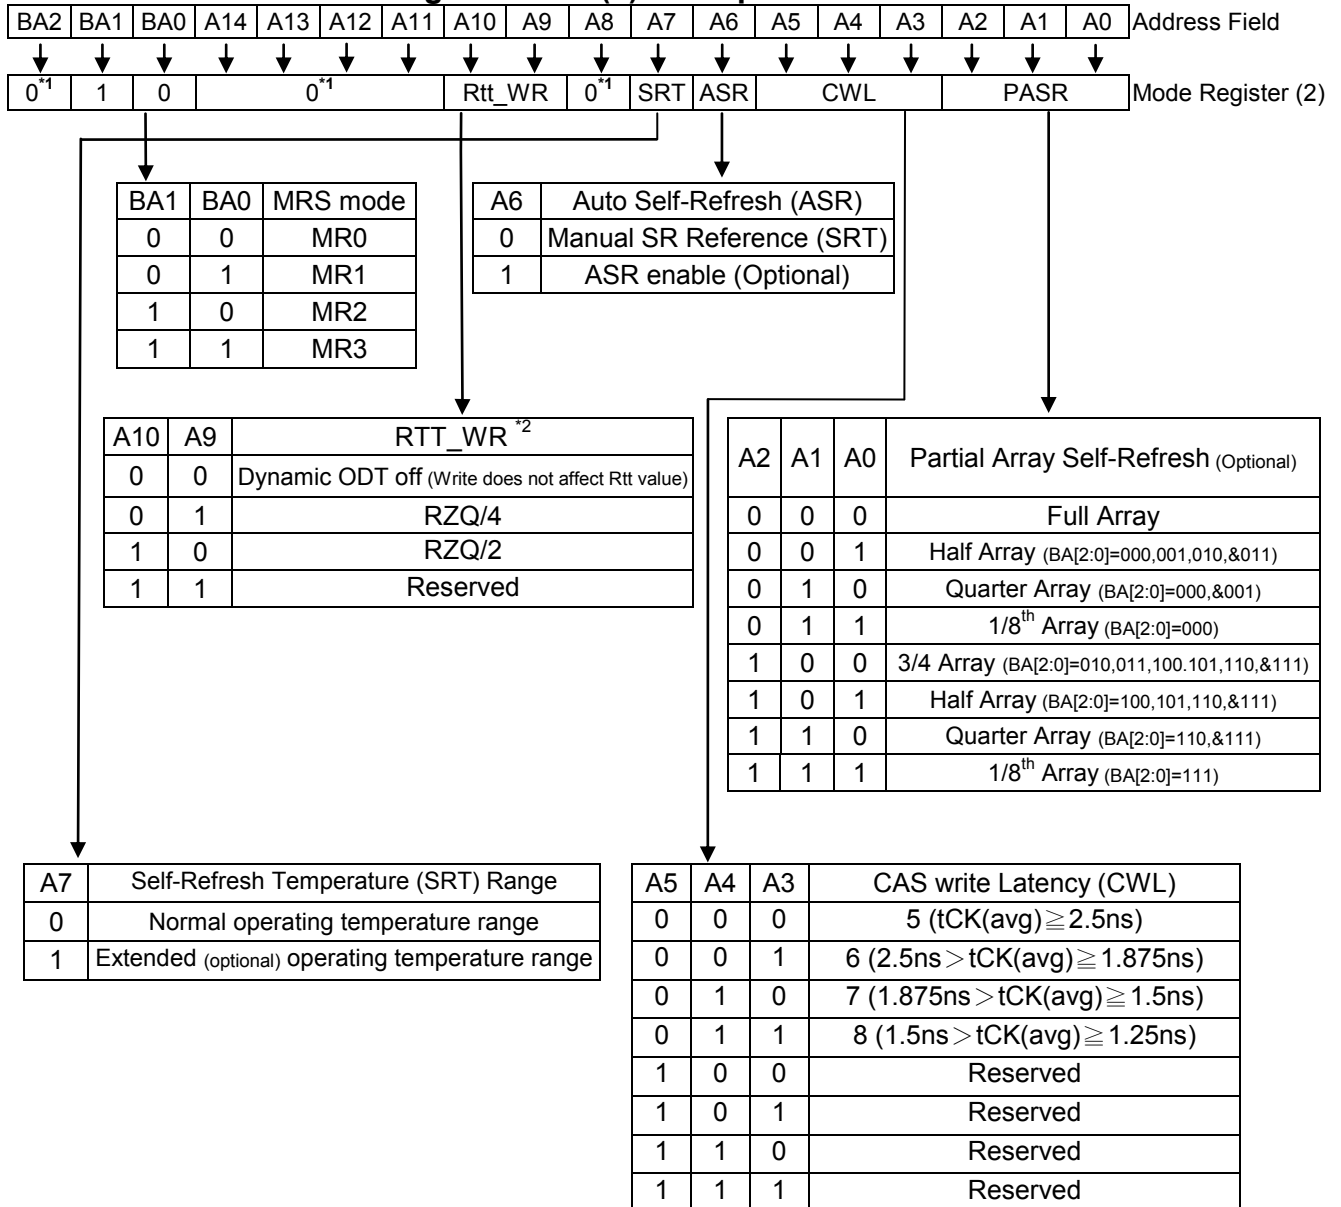 BA2 BA1 BA0 A14 A13 A12 A11 A10 A9 A8 A7 A6 A5 A4 A3 A2 A1 A0 Address Field
0*1 1 0 0*1 Rtt_WR 0*1 SRT ASR CWL PASR Mode Register (2)
BA1 BA0 MRS mode
0 0 MR0
0 1 MR1
1 0 MR2
1 1 MR3
A6 Auto Self-Refresh (ASR)
0 Manual SR Reference (SRT)
1 ASR enable (Optional)
A10 A9 RTT_WR *2
0 0 Dynamic ODT off (Write does not affect Rtt value)
0 1 RZQ/4
1 0 RZQ/2
1 1 Reserved
A2 A1 A0 Partial Array Self-Refresh (Optional)
0 0 0 Full Array
0 0 1 Half Array (BA[2:0]=000,001,010,&011)
0 1 0 Quarter Array (BA[2:0]=000,&001)
0 1 1 1/8th Array (BA[2:0]=000)
1 0 0 3/4 Array (BA[2:0]=010,011,100.101,110,&111)
1 0 1 Half Array (BA[2:0]=100,101,110,&111)
1 1 0 Quarter Array (BA[2:0]=110,&111)
1 1 1 1/8th Array (BA[2:0]=111)
A7 Self-Refresh Temperature (SRT) Range
0 Normal operating temperature range
1 Extended (optional) operating temperature range
A5 A4 A3 CAS write Latency (CWL)
0 0 0 5 (tCK(avg)≧2.5ns)
0 0 1 6 (2.5ns>tCK(avg)≧1.875ns)
0 1 0 7 (1.875ns>tCK(avg)≧1.5ns)
0 1 1 8 (1.5ns>tCK(avg)≧1.25ns)
1 0 0 Reserved
1 0 1 Reserved
1 1 0 Reserved
1 1 1 Reserved